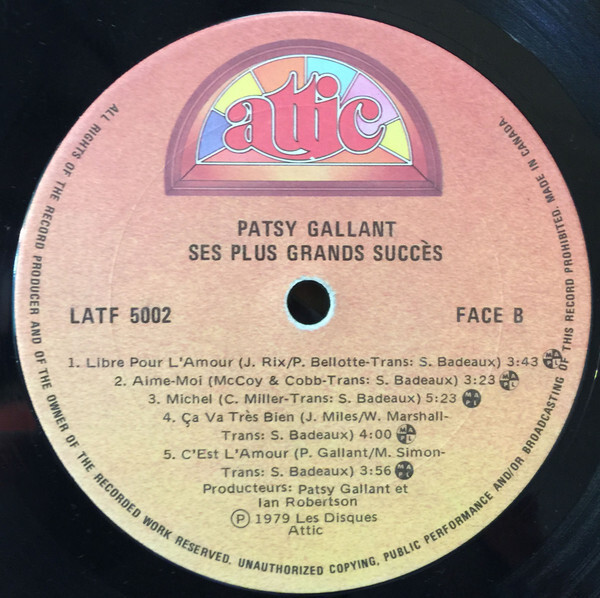 attic
PATSY GALLANT
SES PLUS GRANDS SUCCÈS
LATF 5002
FACE B
1. Libre Pour L'Amour (J. Rix/P. Bellotte-Trans: S. Badeaux) 3:43
2. Aime-Moi (McCoy & Cobb-Trans: S. Badeaux) 3:23
3. Michel (C. Miller-Trans: S. Badeaux) 5:23
4. Ça Va Très Bien (J. Miles/W. Marshall-
Trans: S. Badeaux) 4:00
5. C'Est L'Amour (P. Gallant/M. Simon-
Trans: S. Badeaux) 3:56
Producteurs: Patsy Gallant et
Ian Robertson
Ⓟ 1979 Les Disques
Attic
ALL RIGHTS OF THE RECORD PRODUCER AND OF THE OWNER OF THE RECORDED WORK RESERVED. UNAUTHORIZED COPYING, PUBLIC PERFORMANCE AND/OR BROADCASTING OF THIS RECORD PROHIBITED. MADE IN CANADA.